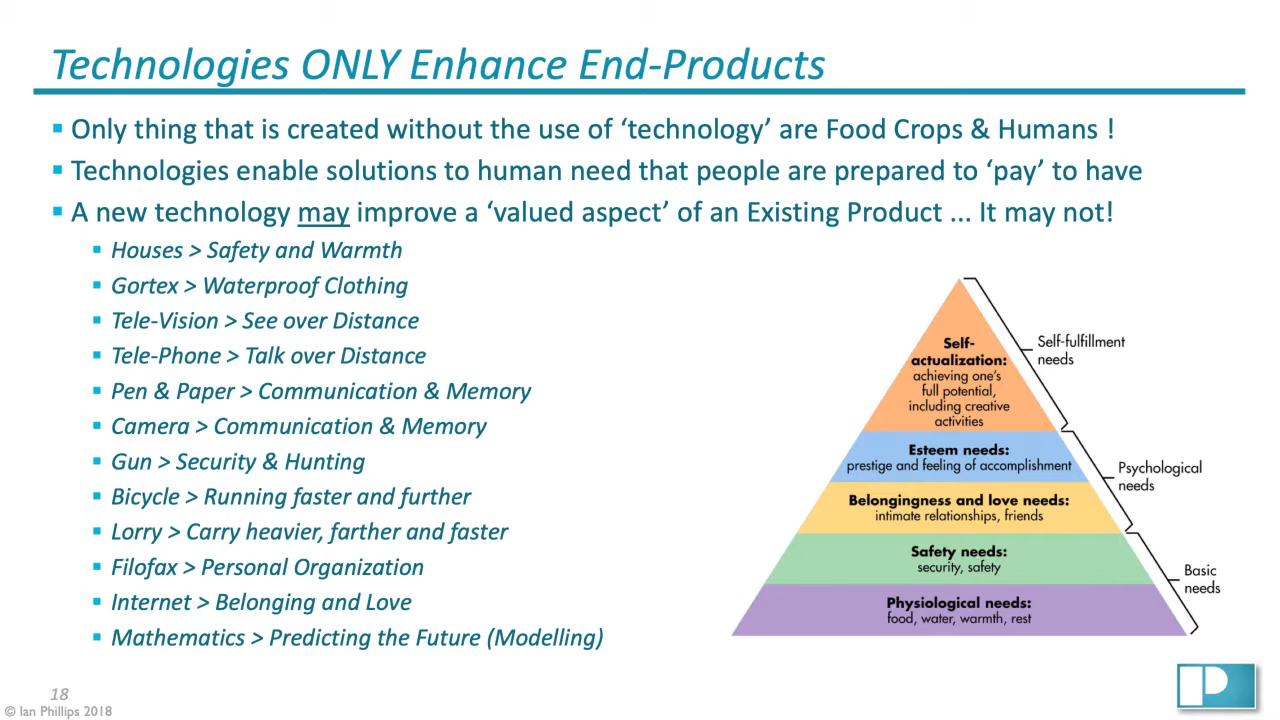 Technologies ONLY Enhance End-Products
▪ Only thing that is created without the use of ‘technology’ are Food Crops & Humans !
▪ Technologies enable solutions to human need that people are prepared to ‘pay’ to have
▪ A new technology may improve a ‘valued aspect’ of an Existing Product ... It may not!
▪ Houses > Safety and Warmth
▪ Gortex > Waterproof Clothing
▪ Tele-Vision > See over Distance
▪ Tele-Phone > Talk over Distance
▪ Pen & Paper > Communication & Memory
▪ Camera > Communication & Memory
▪ Gun > Security & Hunting
▪ Bicycle > Running faster and further
▪ Lorry > Carry heavier, farther and faster
▪ Filofax > Personal Organization
▪ Internet > Belonging and Love
▪ Mathematics > Predicting the Future (Modelling)
Self-
actualization:
achieving one’s
full potential,
including creative
activities
Esteem needs:
prestige and feeling of accomplishment
Belongingness and love needs:
intimate relationships, friends
Safety needs:
security, safety
Physiological needs:
food, water, warmth, rest
Self-fulfillment
needs
Psychological
needs
Basic
needs
18
© Ian Phillips 2018
P